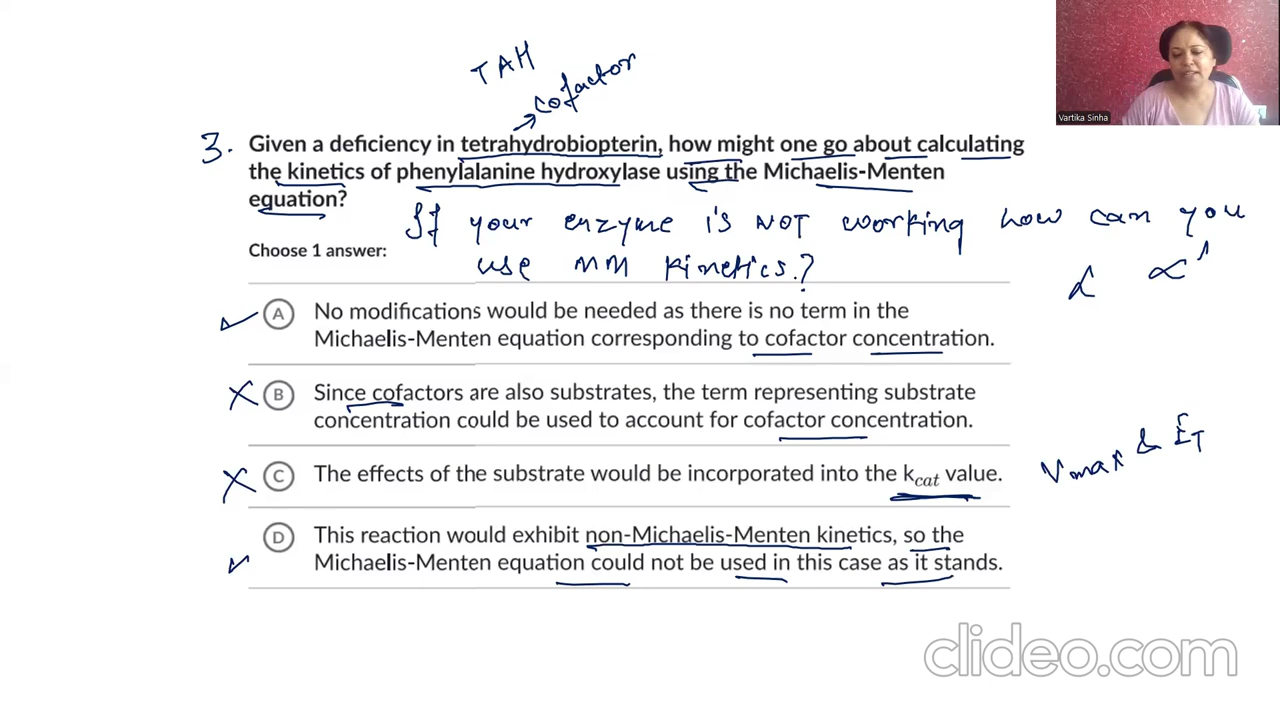 TAH
cofactor
Vartika Sinha
3. Given a deficiency in tetrahydrobiopterin, how might one go about calculating
the kinetics of phenylalanine hydroxylase using the Michaelis-Menten
equation?
If your enzyme is NOT working how can you
use MM kinetics?
Choose 1 answer:
A No modifications would be needed as there is no term in the
Michaelis-Menten equation corresponding to cofactor concentration.
B Since cofactors are also substrates, the term representing substrate
concentration could be used to account for cofactor concentration.
C The effects of the substrate would be incorporated into the kcat value.
Vmax & ET
D This reaction would exhibit non-Michaelis-Menten kinetics, so the
Michaelis-Menten equation could not be used in this case as it stands.
clideo.com